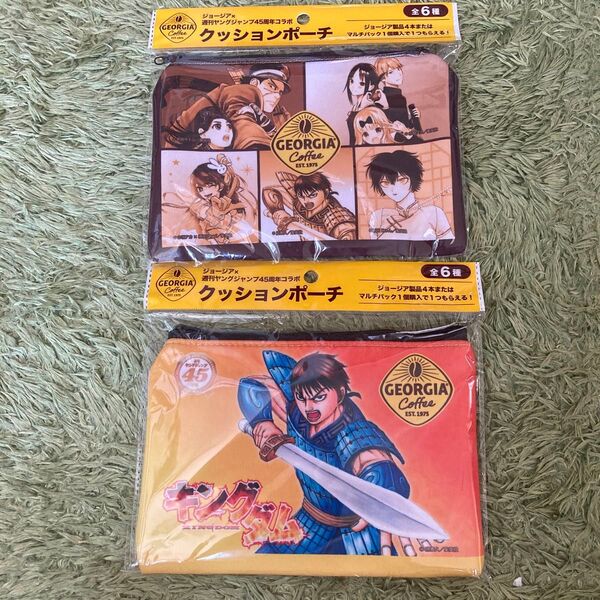 GEORGIA
Coffee
EST. 1975
ジョージア×
週刊ヤングジャンプ45周年コラボ
クッションポーチ
全6種
ジョージア製品4本または
マルチパック1個購入で1つもらえる!
GEORGIA
Coffee
EST. 1975
GEORGIA
Coffee
EST. 1975
ジョージア×
週刊ヤングジャンプ45周年コラボ
クッションポーチ
全6種
ジョージア製品4本または
マルチパック1個購入で1つもらえる!
45
GEORGIA
Coffee
EST. 1975
キングダム
KINGDOM